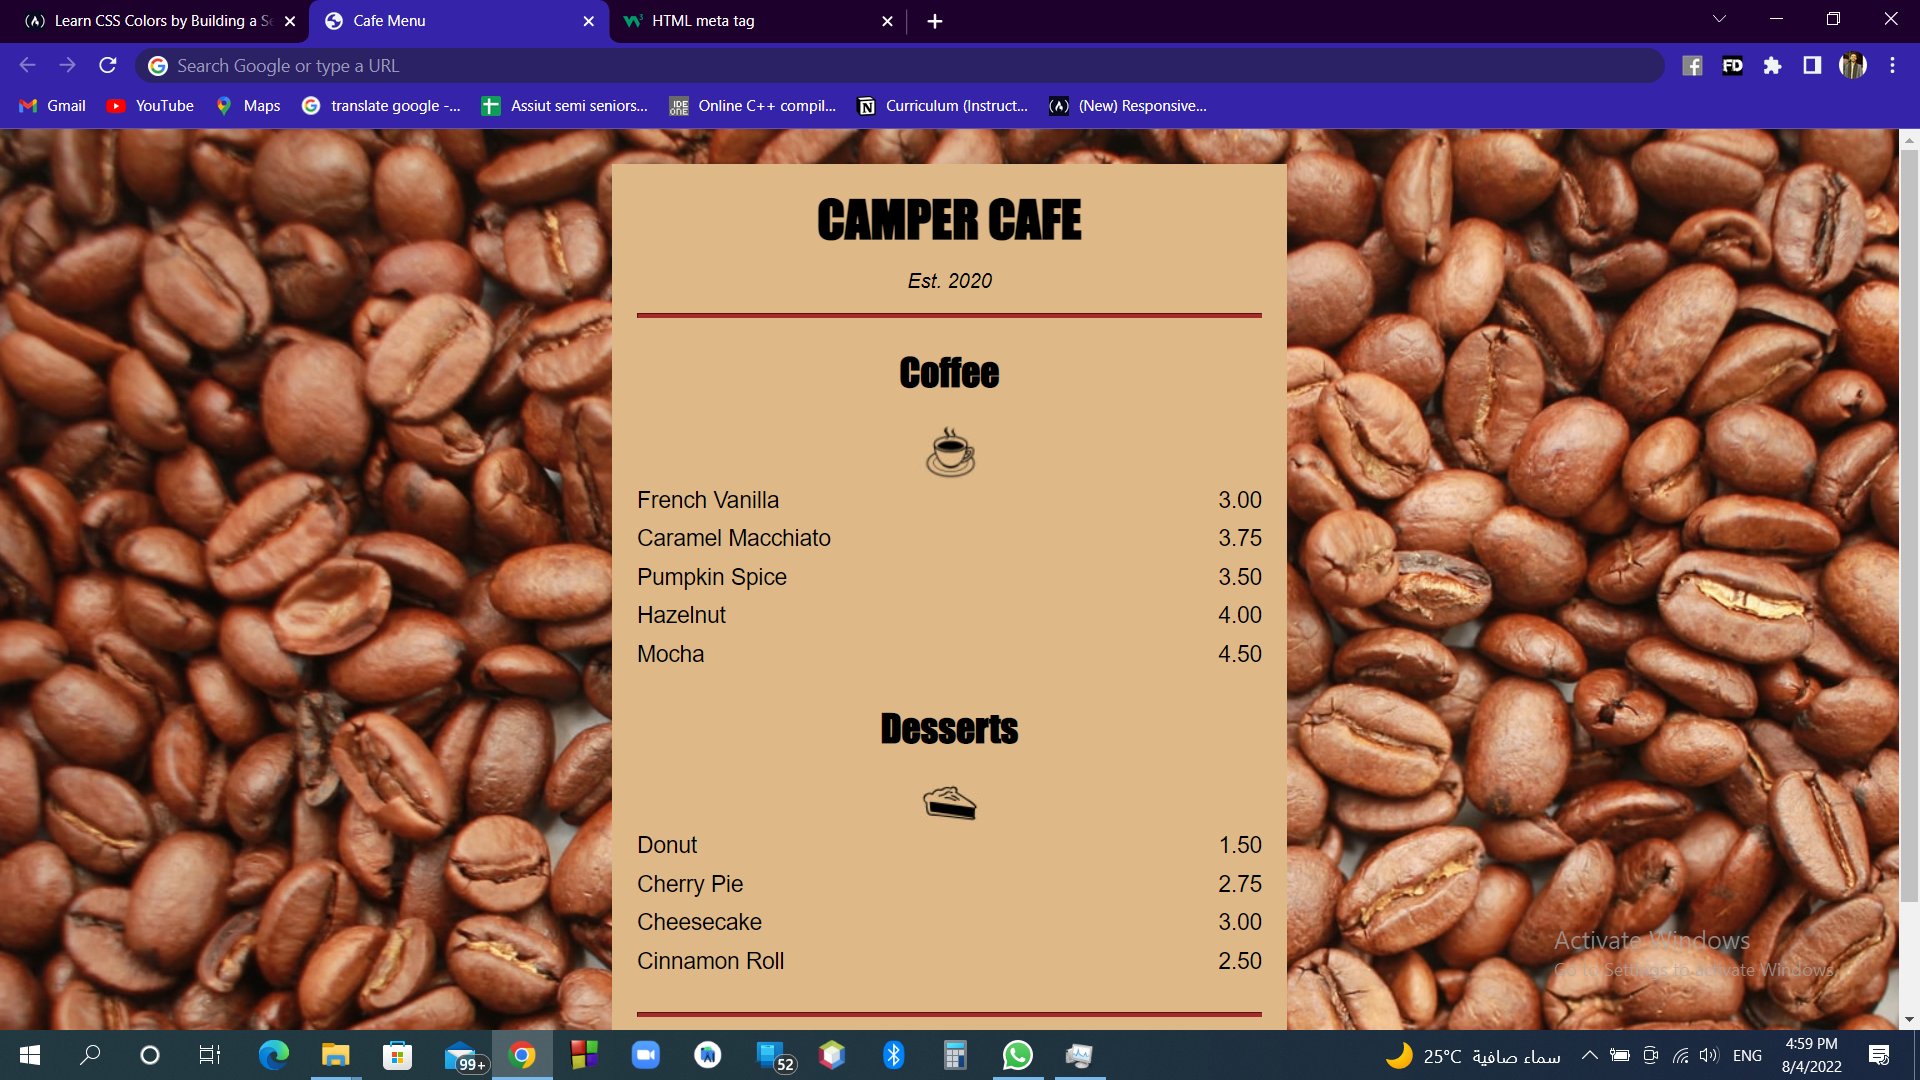 Learn CSS Colors by Building a Se
Cafe Menu
HTML meta tag
Search Google or type a URL
FD
Gmail
YouTube
Maps
translate google -...
Assiut semi seniors...
IDE
ONE
Online C++ compil...
Curriculum (Instruct...
(New) Responsive...
CAMPER CAFE
Est. 2020
Coffee
French Vanilla 3.00
Caramel Macchiato 3.75
Pumpkin Spice 3.50
Hazelnut 4.00
Mocha 4.50
Desserts
Donut 1.50
Cherry Pie 2.75
Cheesecake 3.00
Cinnamon Roll 2.50
Activate Windows
Go to Settings to activate Windows.
99+
52
25°C سماء صافية
ENG
4:59 PM
8/4/2022